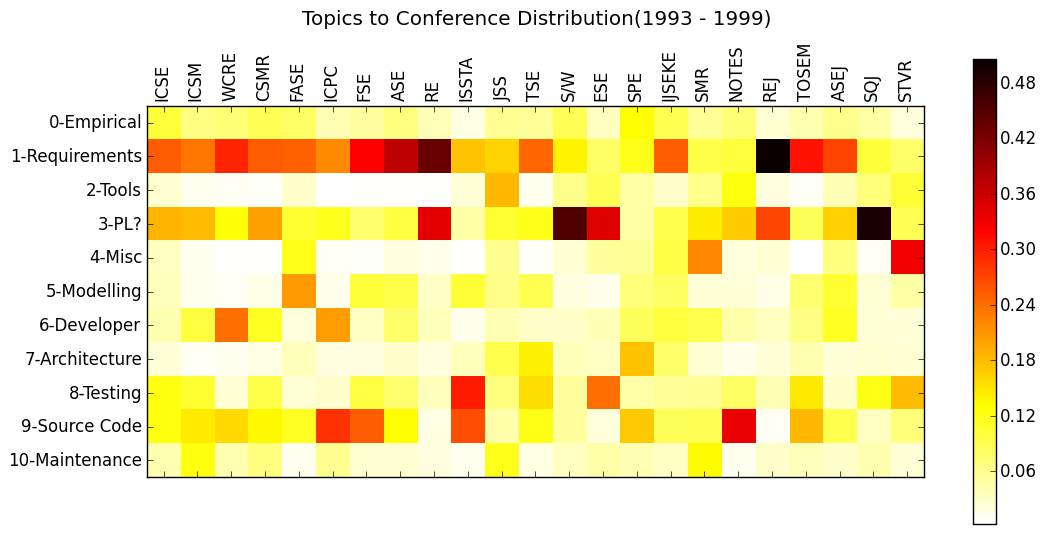 Topics to Conference Distribution(1993 - 1999)
ICSE
ICSM
WCRE
CSMR
FASE
ICPC
FSE
ASE
RE
ISSTA
JSS
TSE
S/W
ESE
SPE
IJSEKE
SMR
NOTES
REJ
TOSEM
ASEJ
SQJ
STVR
0-Empirical
1-Requirements
2-Tools
3-PL?
4-Misc
5-Modelling
6-Developer
7-Architecture
8-Testing
9-Source Code
10-Maintenance
0.48
0.42
0.36
0.30
0.24
0.18
0.12
0.06